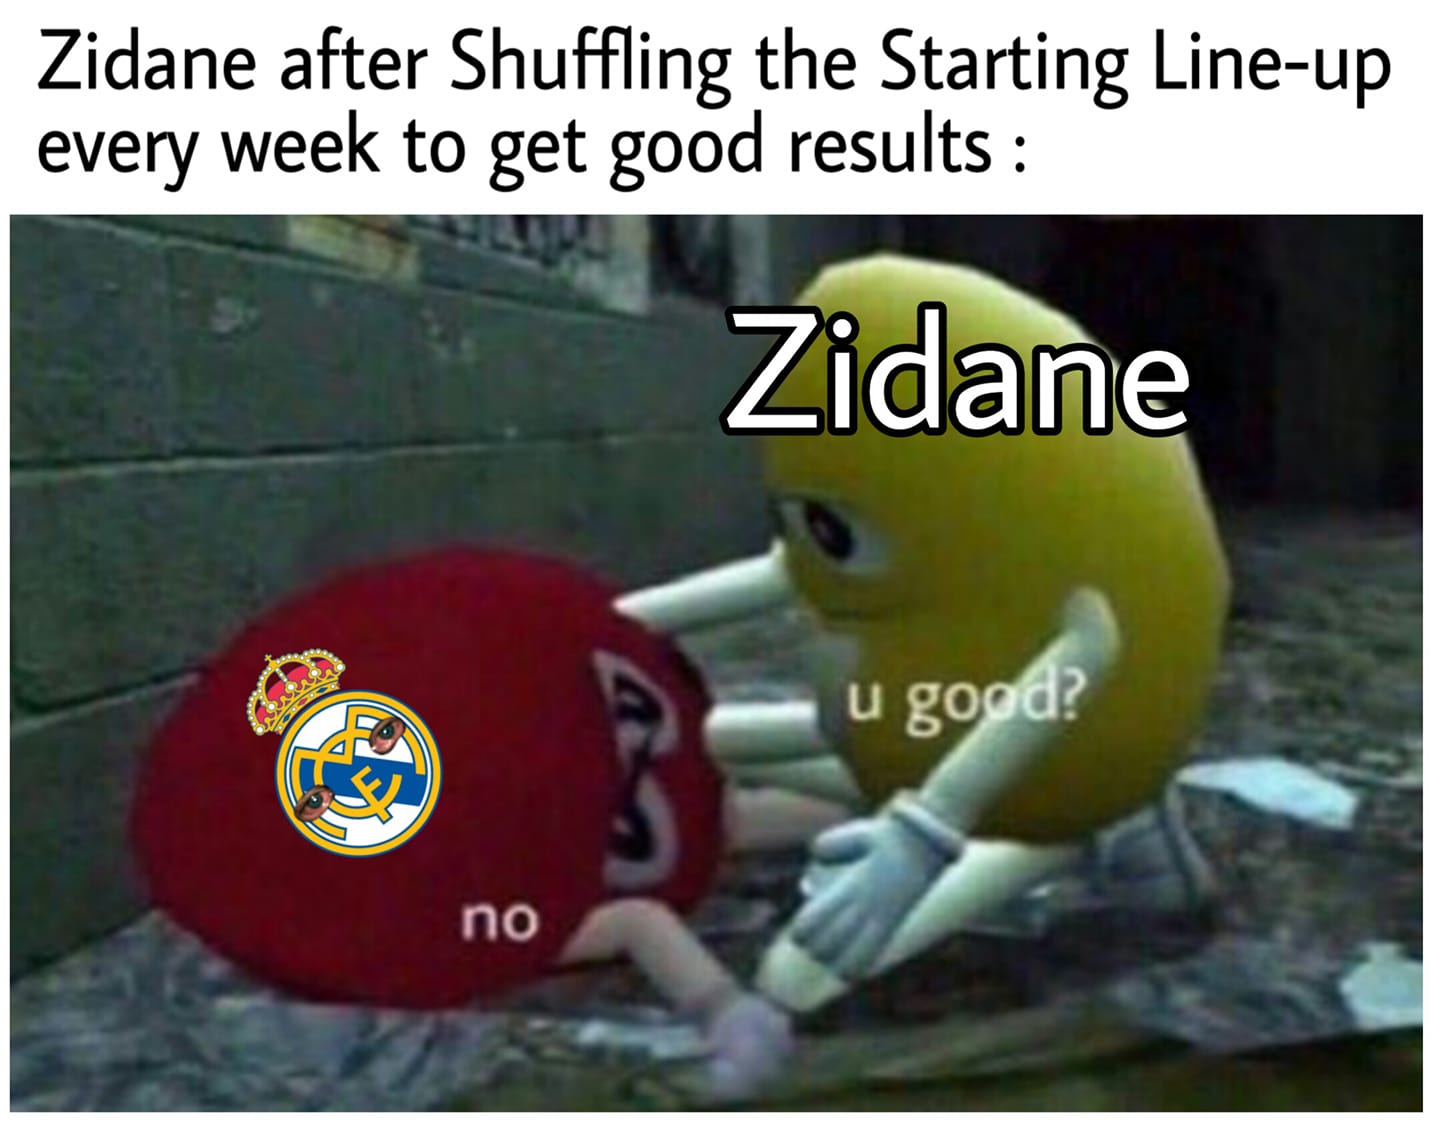 Zidane after Shuffling the Starting Line-up
every week to get good results :
Zidane
u good?
no